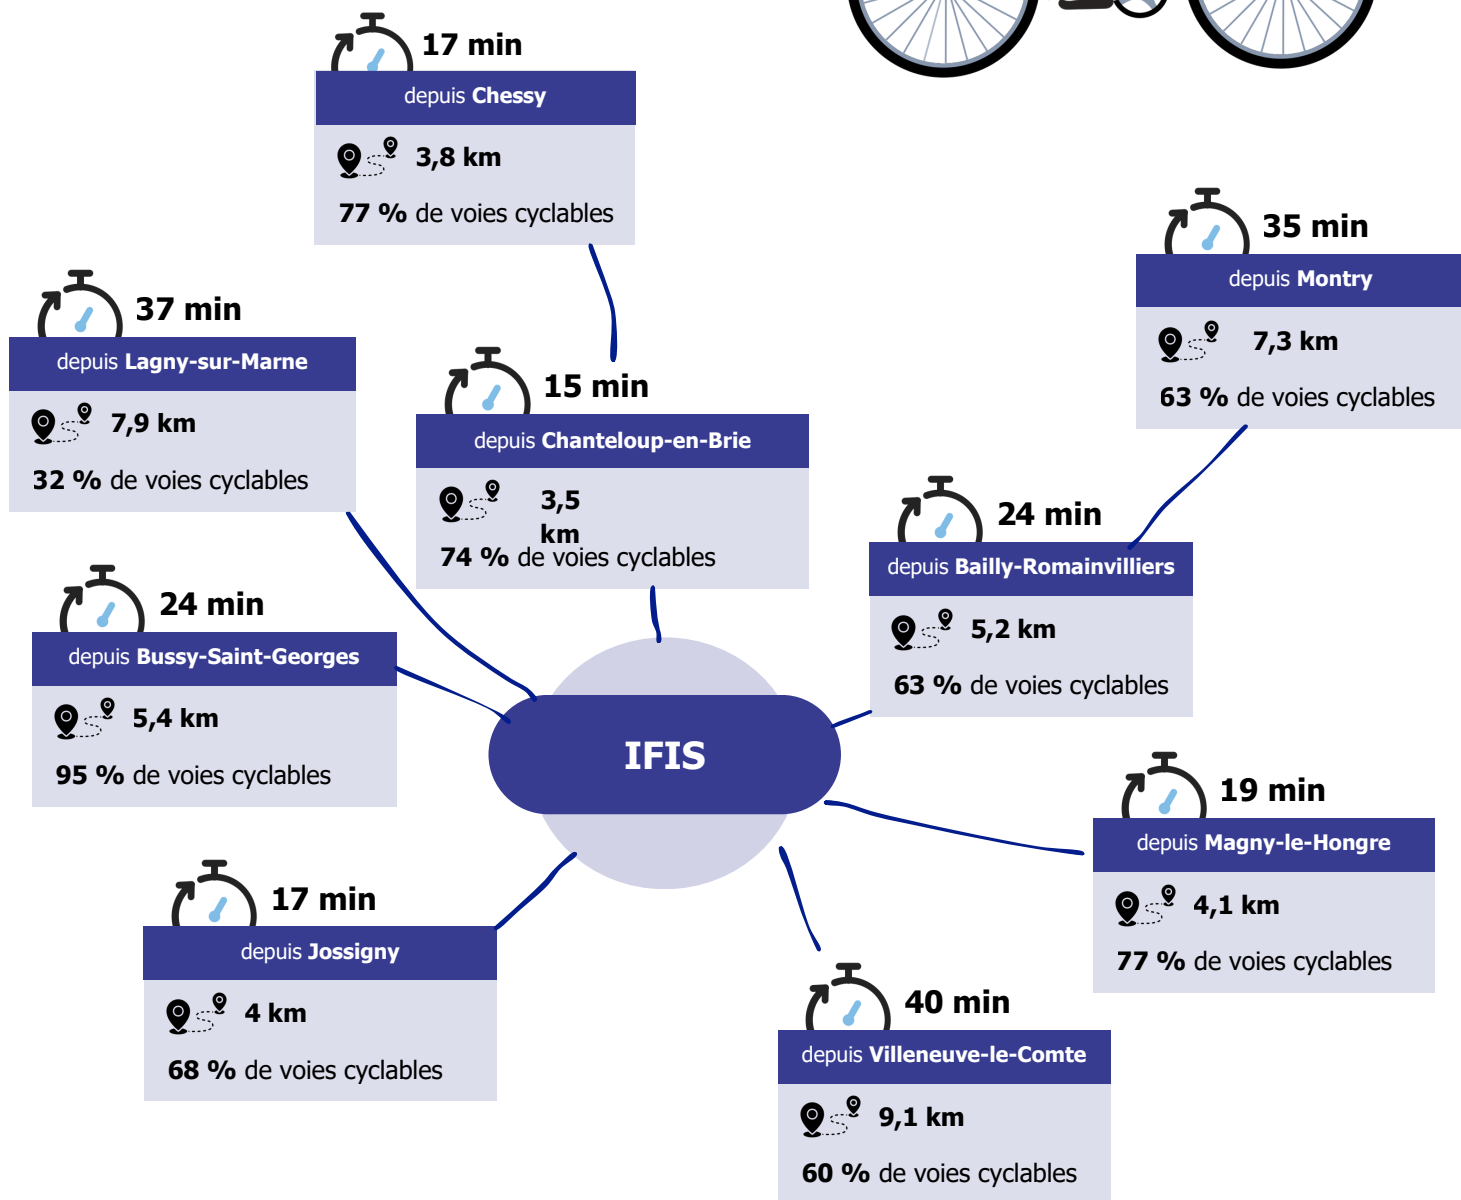 17 min
depuis Chessy
3,8 km
77 % de voies cyclables
35 min
depuis Montry
7,3 km
63 % de voies cyclables
37 min
depuis Lagny-sur-Marne
7,9 km
32 % de voies cyclables
15 min
depuis Chanteloup-en-Brie
3,5
km
74 % de voies cyclables
24 min
depuis Bailly-Romainvilliers
5,2 km
63 % de voies cyclables
24 min
depuis Bussy-Saint-Georges
5,4 km
95 % de voies cyclables
IFIS
19 min
depuis Magny-le-Hongre
4,1 km
77 % de voies cyclables
17 min
depuis Jossigny
4 km
68 % de voies cyclables
40 min
depuis Villeneuve-le-Comte
9,1 km
60 % de voies cyclables